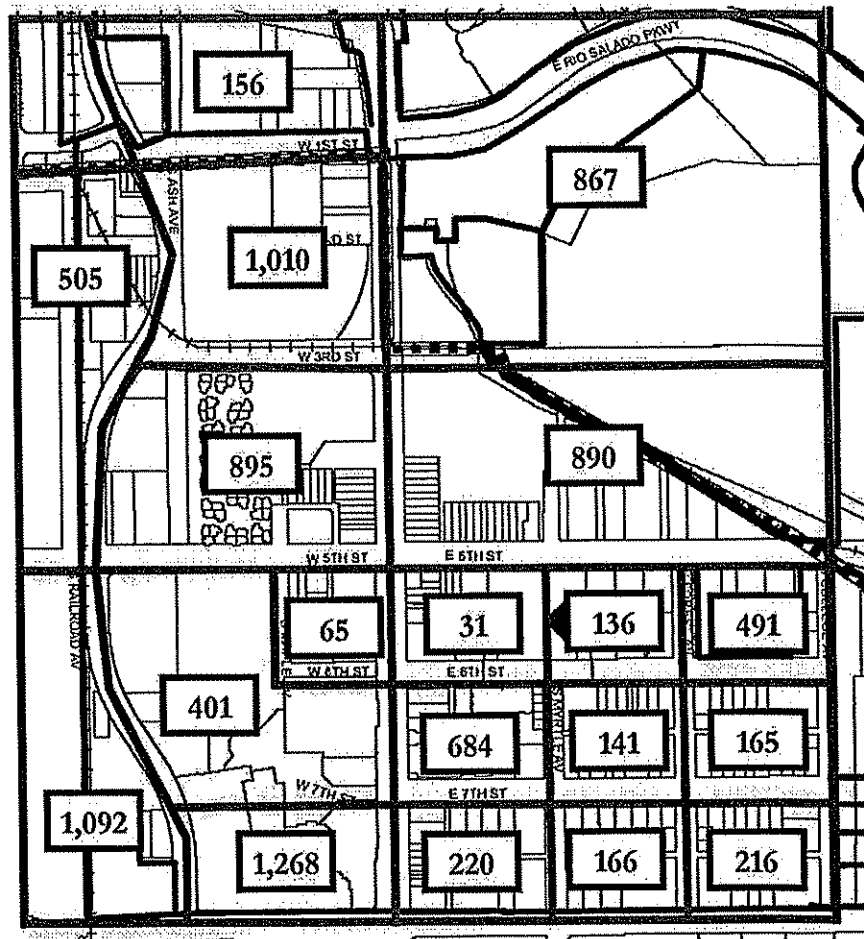 E RIO SALADO PKWY
156
W 1ST ST
867
ASH AVE
D ST
1,010
505
W 3RD ST
895
890
W 5TH ST
E 5TH ST
RAILROAD AV
65
31
136
491
W 6TH ST
E 6TH ST
401
S MYRTLE AV
684
141
165
W 7TH S
E 7TH ST
1,092
1,268
220
166
216